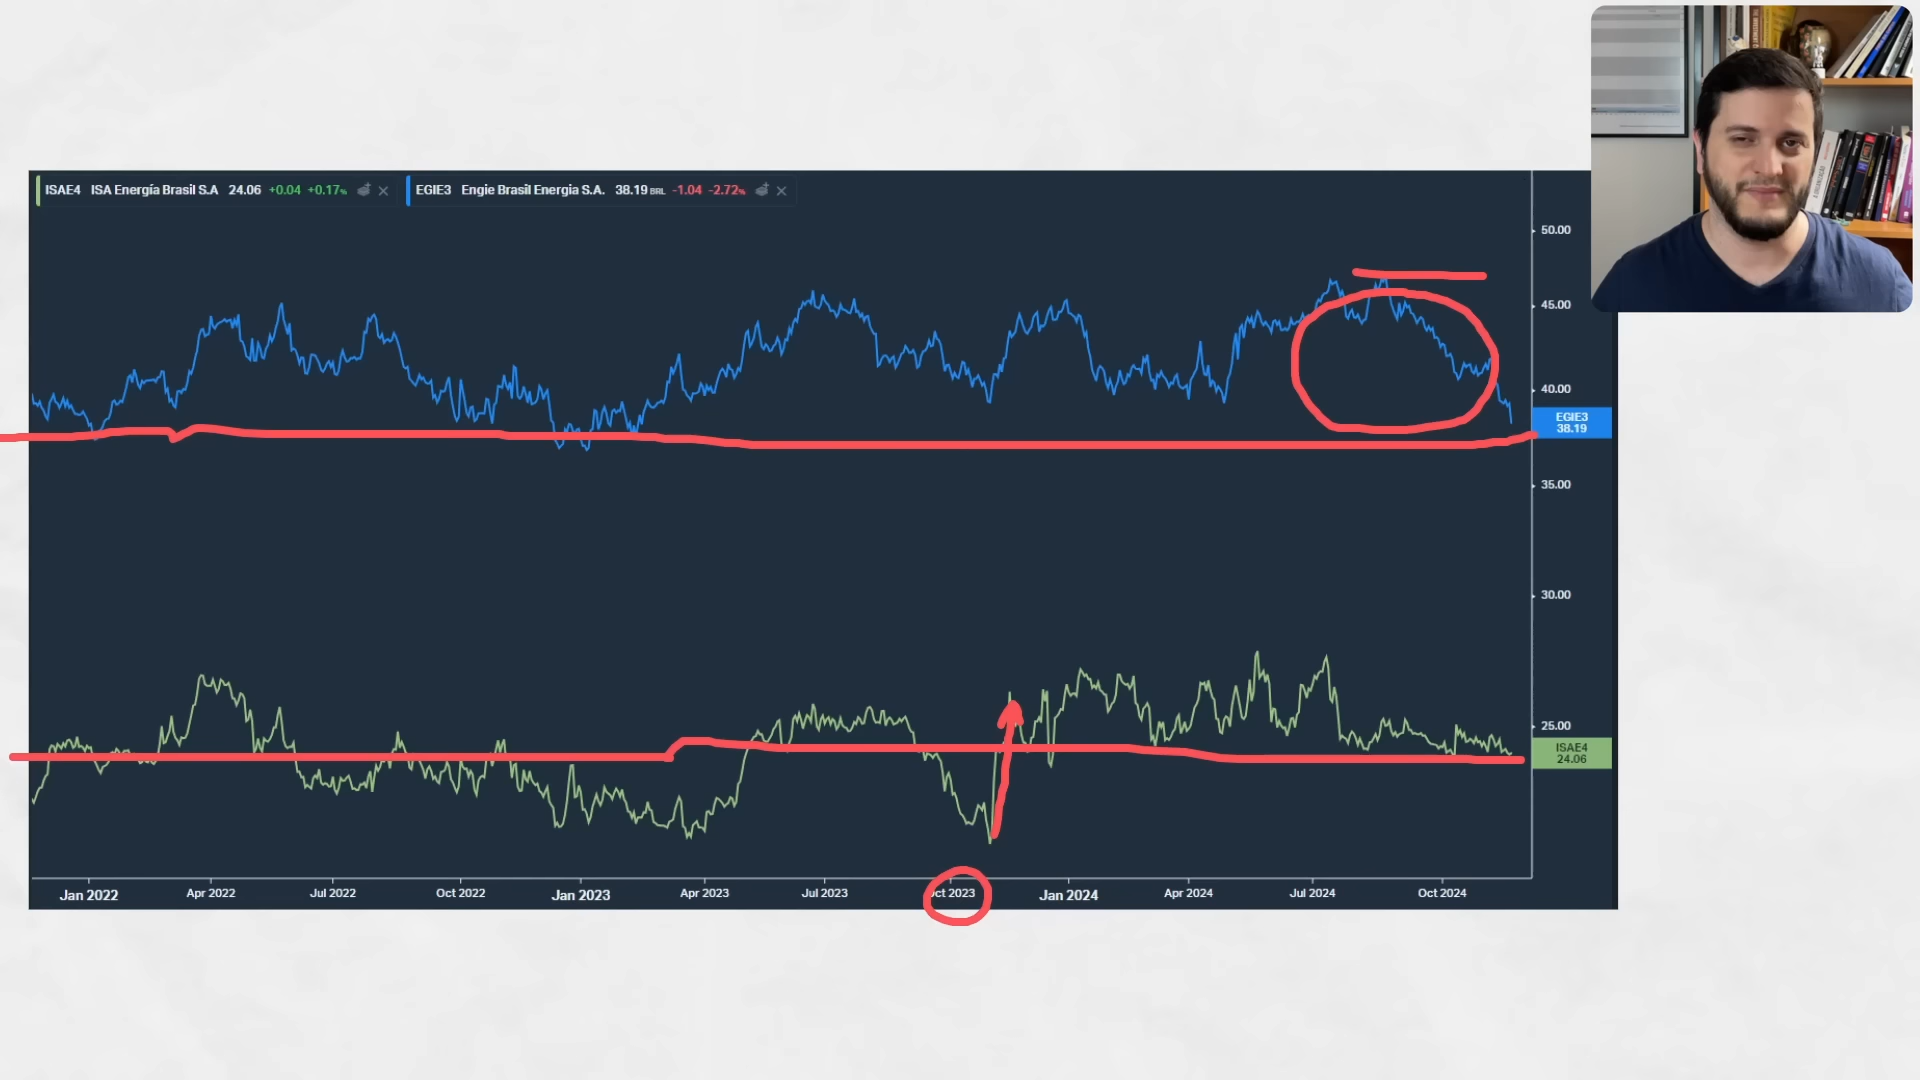 ISAE4 ISA Energía Brasil S.A 24.06 +0.04 +0.17%
EGIE3 Engie Brasil Energia S.A. 38.19 BRL -1.04 -2.72%
50.00
45.00
40.00
EGIE3
38.19
35.00
30.00
25.00
ISAE4
24.06
Jan 2022 Apr 2022 Jul 2022 Oct 2022 Jan 2023 Apr 2023 Jul 2023 Oct 2023 Jan 2024 Apr 2024 Jul 2024 Oct 2024